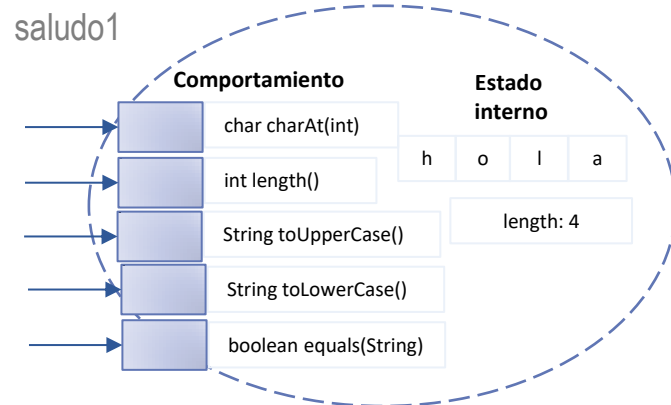 saludo1
Comportamiento
Estado
interno
char charAt(int)
h o l a
int length()
length: 4
String toUpperCase()
String toLowerCase()
boolean equals(String)